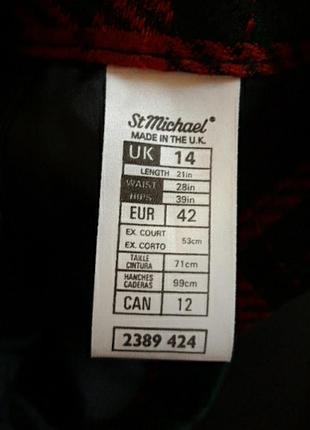 St Michael®
MADE IN THE U.K.
UK 14
LENGTH 21in
WAIST 28in
HIPS 39in
EUR 42
EX. COURT
EX. CORTO 53cm
TAILLE
CINTURA 71cm
HANCHES
CADERAS 99cm
CAN 12
2389 424